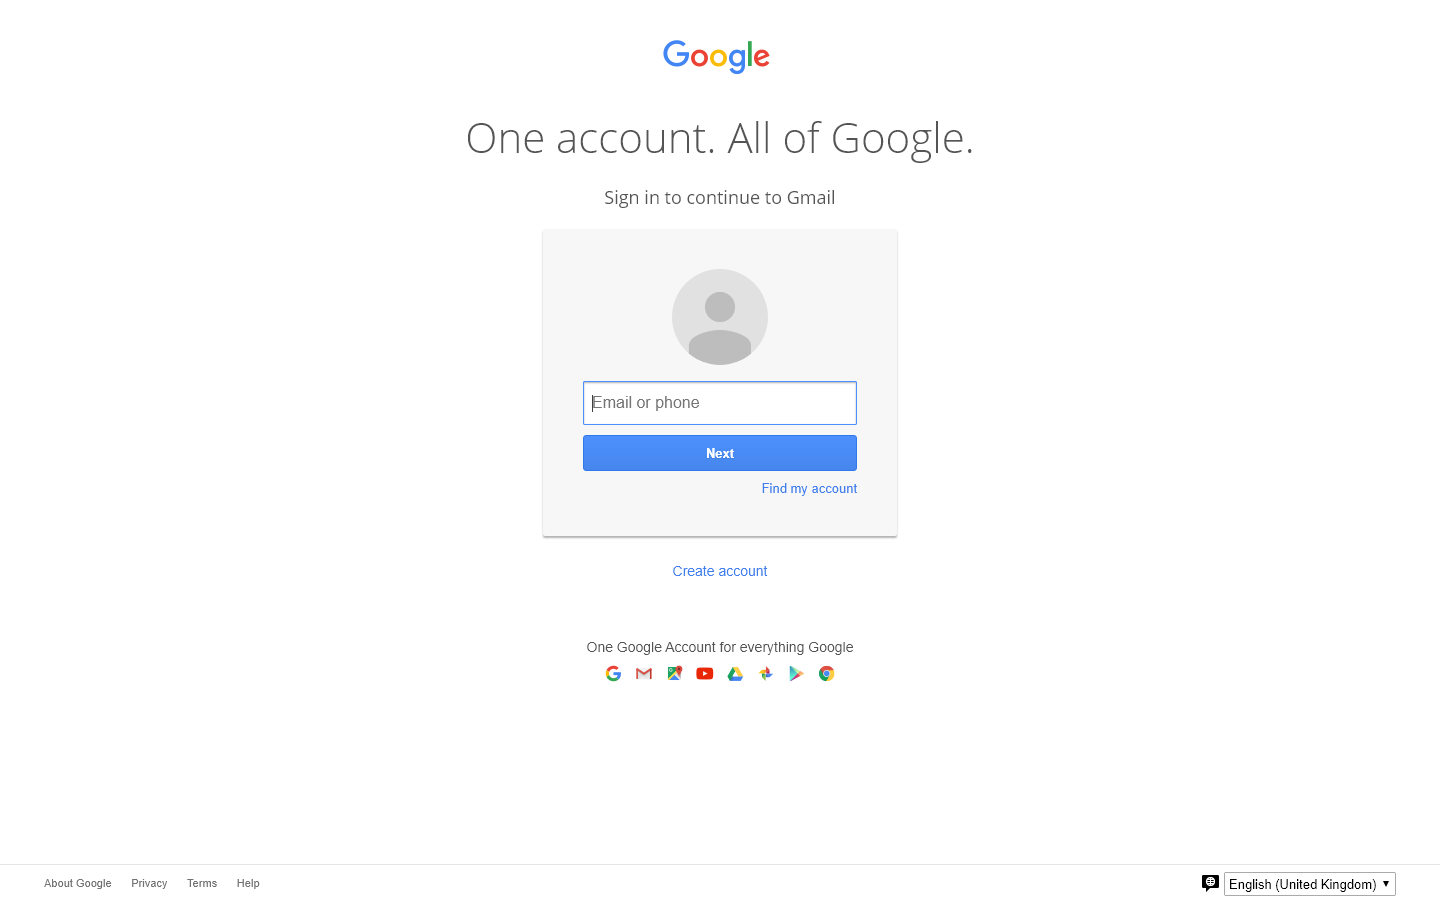 Google
One account. All of Google.
Sign in to continue to Gmail
Email or phone
Next
Find my account
Create account
One Google Account for everything Google
About Google Privacy Terms Help
English (United Kingdom)